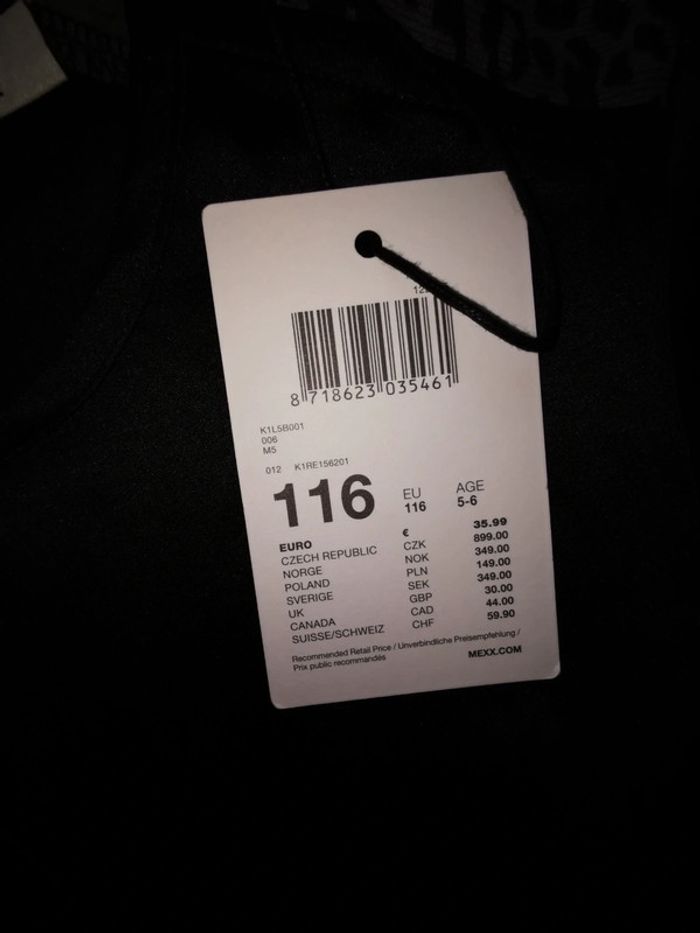 8 718623 035461
K1L5B001
006
M5
012 K1RE156201
116 EU AGE
116 5-6
EURO € 35.99
CZECH REPUBLIC CZK 899.00
NORGE NOK 349.00
POLAND PLN 149.00
SVERIGE SEK 349.00
UK GBP 30.00
CANADA CAD 44.00
SUISSE/SCHWEIZ CHF 59.90
Recommended Retail Price / Unverbindliche Preisempfehlung /
Prix public recommandés MEXX.COM